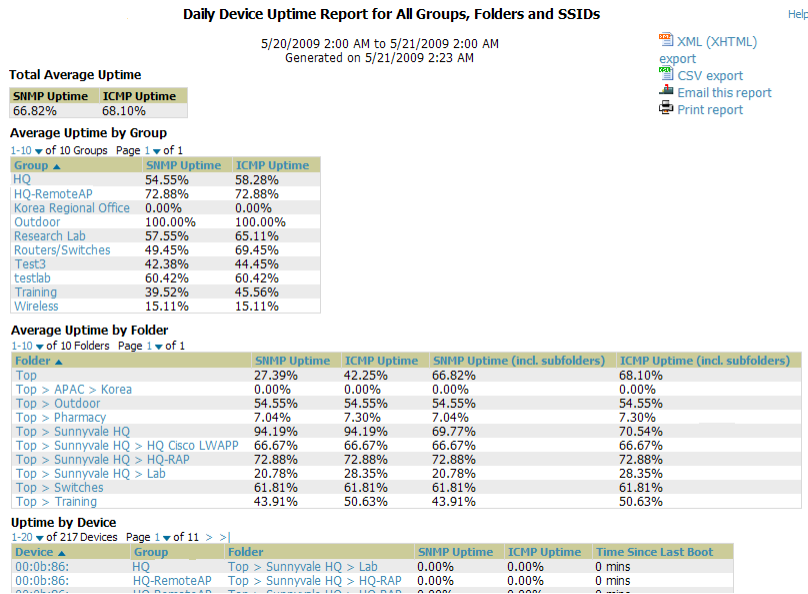 Daily Device Uptime Report for All Groups, Folders and SSIDs
Help
5/20/2009 2:00 AM to 5/21/2009 2:00 AM
Generated on 5/21/2009 2:23 AM
XML (XHTML)
export
CSV export
Email this report
Print report
Total Average Uptime
SNMP Uptime ICMP Uptime
66.82% 68.10%
Average Uptime by Group
1-10 of 10 Groups Page 1 of 1
Group SNMP Uptime ICMP Uptime
HQ 54.55% 58.28%
HQ-RemoteAP 72.88% 72.88%
Korea Regional Office 0.00% 0.00%
Outdoor 100.00% 100.00%
Research Lab 57.55% 65.11%
Routers/Switches 49.45% 69.45%
Test3 42.38% 44.45%
testlab 60.42% 60.42%
Training 39.52% 45.56%
Wireless 15.11% 15.11%
Average Uptime by Folder
1-10 of 10 Folders Page 1 of 1
Folder SNMP Uptime ICMP Uptime SNMP Uptime (incl. subfolders) ICMP Uptime (incl. subfolders)
Top 27.39% 42.25% 66.82% 68.10%
Top > APAC > Korea 0.00% 0.00% 0.00% 0.00%
Top > Outdoor 54.55% 54.55% 54.55% 54.55%
Top > Pharmacy 7.04% 7.30% 7.04% 7.30%
Top > Sunnyvale HQ 94.19% 94.19% 69.77% 70.54%
Top > Sunnyvale HQ > HQ Cisco LWAPP 66.67% 66.67% 66.67% 66.67%
Top > Sunnyvale HQ > HQ-RAP 72.88% 72.88% 72.88% 72.88%
Top > Sunnyvale HQ > Lab 20.78% 28.35% 20.78% 28.35%
Top > Switches 61.81% 61.81% 61.81% 61.81%
Top > Training 43.91% 50.63% 43.91% 50.63%
Uptime by Device
1-20 of 217 Devices Page 1 of 11 > >|
Device Group Folder SNMP Uptime ICMP Uptime Time Since Last Boot
00:0b:86: HQ Top > Sunnyvale HQ > Lab 0.00% 0.00% 0 mins
00:0b:86: HQ-RemoteAP Top > Sunnyvale HQ > HQ-RAP 0.00% 0.00% 0 mins